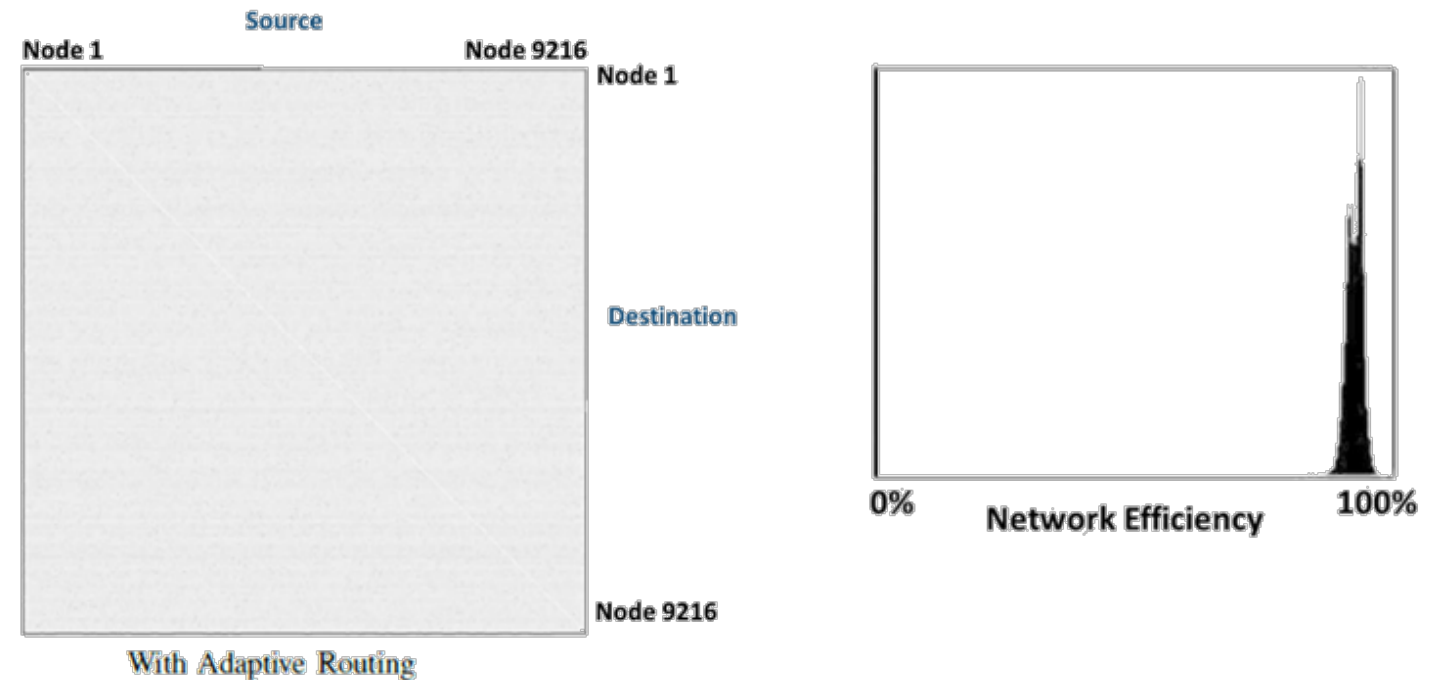 Source
Node 1
Node 9216
Node 1
Destination
Node 9216
With Adaptive Routing
0%
100%
Network Efficiency